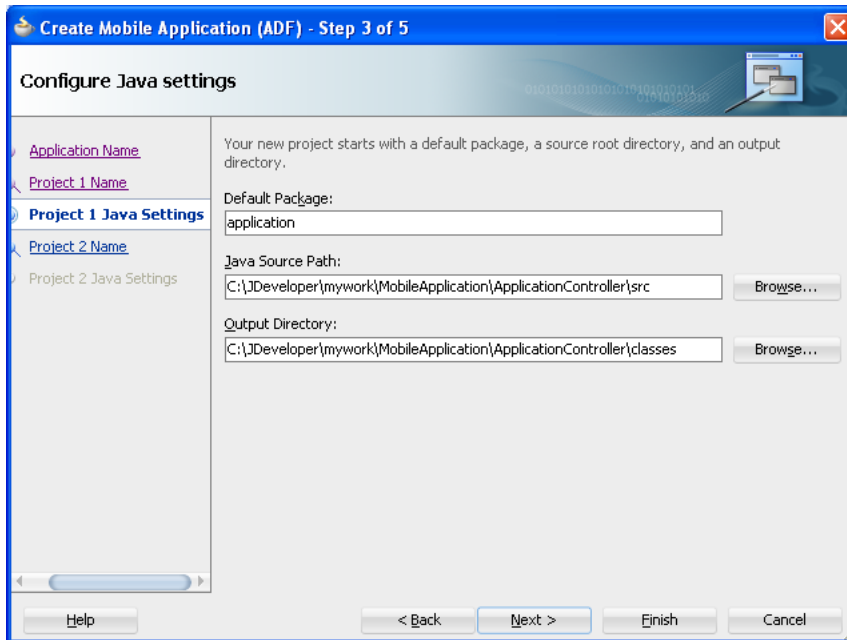 Create Mobile Application (ADF) - Step 3 of 5
Configure Java settings
Application Name
Project 1 Name
Project 1 Java Settings
Project 2 Name
Project 2 Java Settings
Your new project starts with a default package, a source root directory, and an output
directory.
Default Package:
application
Java Source Path:
C:\JDeveloper\mywork\MobileApplication\ApplicationController\src
Browse...
Output Directory:
C:\JDeveloper\mywork\MobileApplication\ApplicationController\classes
Browse...
Help
< Back
Next >
Finish
Cancel